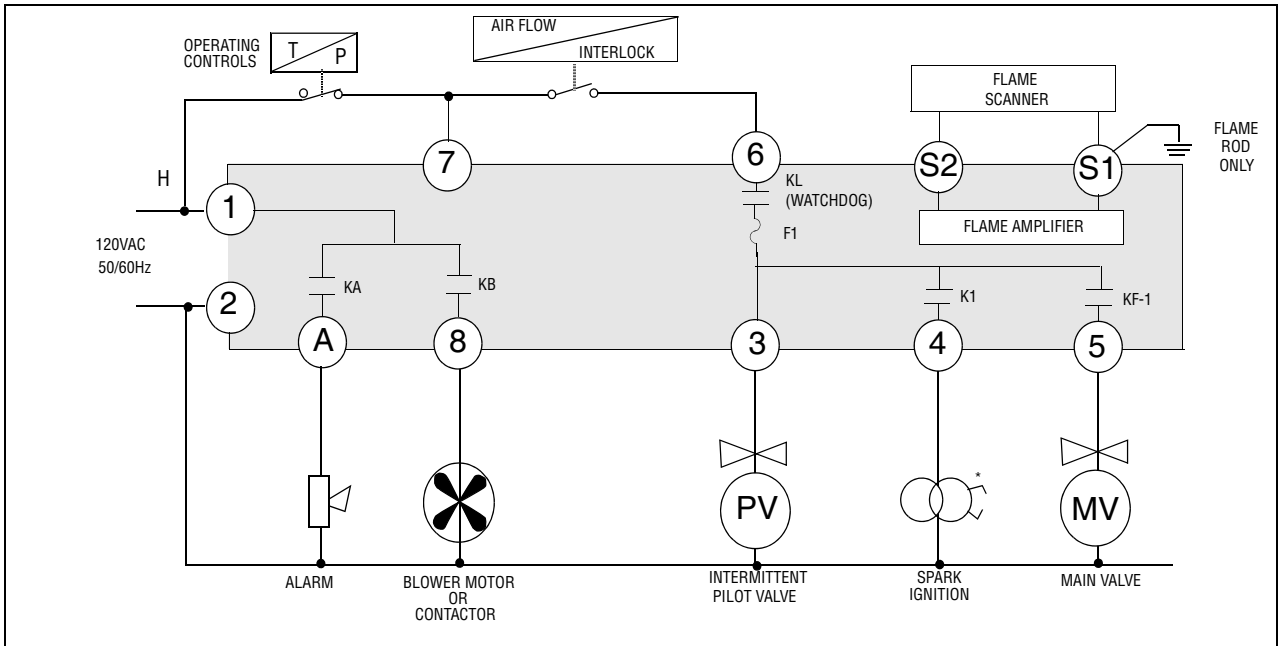 OPERATING
CONTROLS
T
P
AIR FLOW
INTERLOCK
FLAME
SCANNER
FLAME
ROD
ONLY
7
6
S2
S1
H
1
KL
(WATCHDOG)
F1
FLAME AMPLIFIER
120VAC
50/60Hz
2
KA
KB
K1
KF-1
A
8
3
4
5
PV
*
MV
ALARM
BLOWER MOTOR
OR
CONTACTOR
INTERMITTENT
PILOT VALVE
SPARK
IGNITION
MAIN VALVE